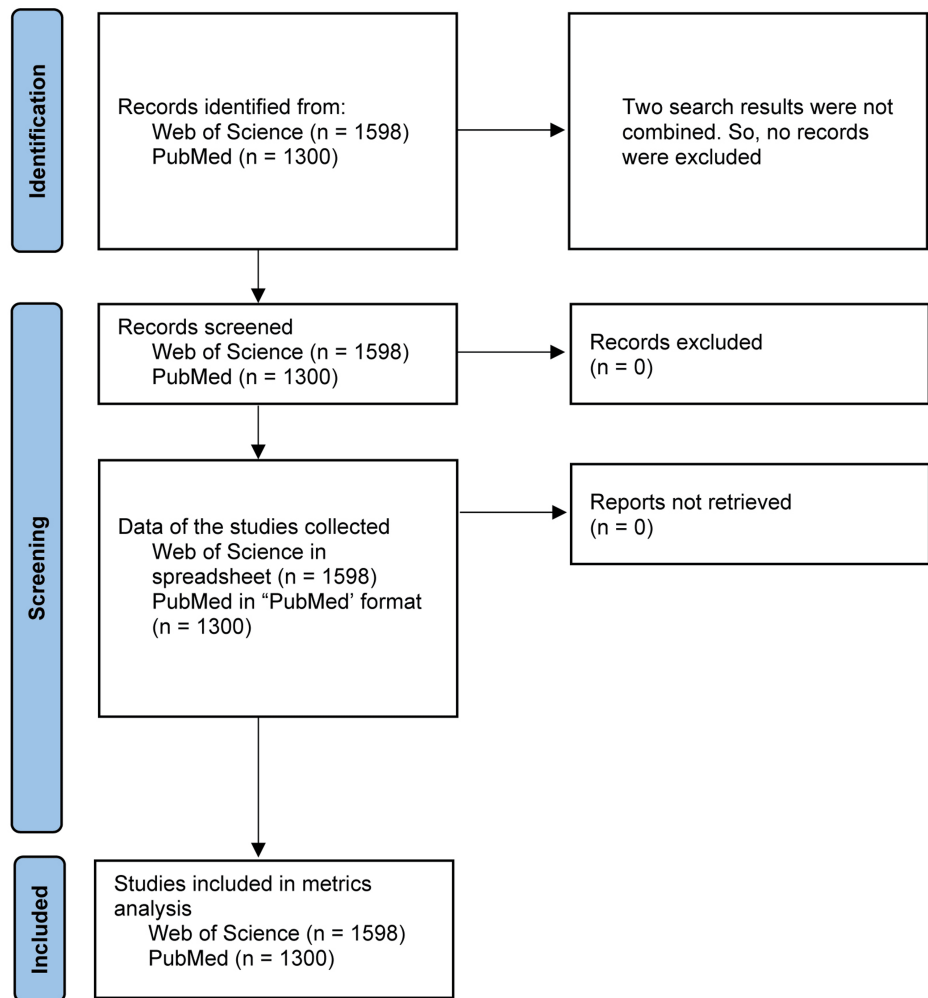 Identification
Records identified from:
Web of Science (n = 1598)
PubMed (n = 1300)
Two search results were not
combined. So, no records
were excluded
Screening
Records screened
Web of Science (n = 1598)
PubMed (n = 1300)
Records excluded
(n = 0)
Data of the studies collected
Web of Science in
spreadsheet (n = 1598)
PubMed in “PubMed’ format
(n = 1300)
Reports not retrieved
(n = 0)
Included
Studies included in metrics
analysis
Web of Science (n = 1598)
PubMed (n = 1300)